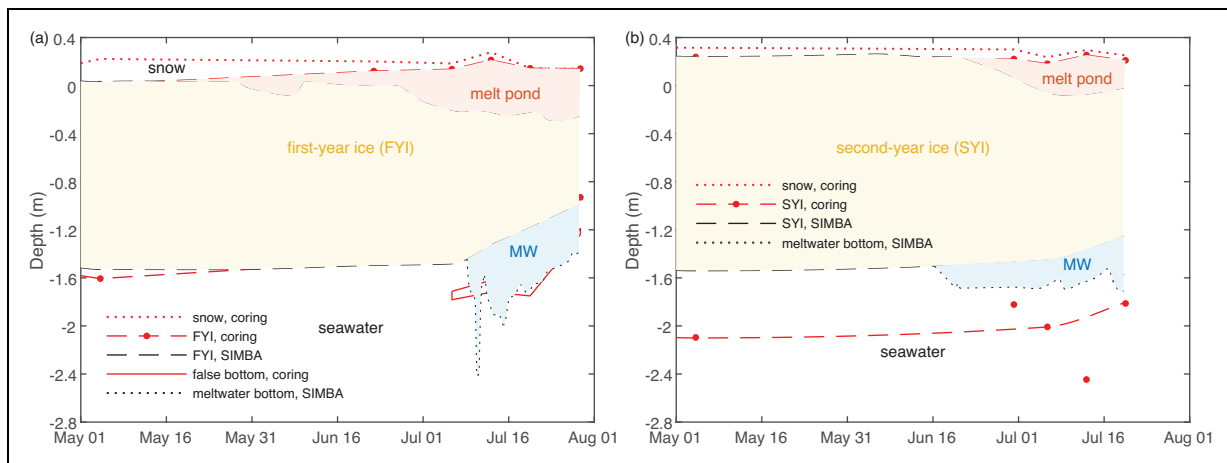 (a)
0.4
0
-0.4
-0.8
-1.2
-1.6
-2
-2.4
-2.8
Depth (m)
snow
melt pond
first-year ice (FYI)
MW
seawater
snow, coring
FYI, coring
FYI, SIMBA
false bottom, coring
meltwater bottom, SIMBA
May 01 May 16 May 31 Jun 16 Jul 01 Jul 16 Aug 01
(b)
0.4
0
-0.4
-0.8
-1.2
-1.6
-2
-2.4
-2.8
Depth (m)
melt pond
second-year ice (SYI)
snow, coring
SYI, coring
SYI, SIMBA
meltwater bottom, SIMBA
MW
seawater
May 01 May 16 May 31 Jun 16 Jul 01 Jul 16 Aug 01